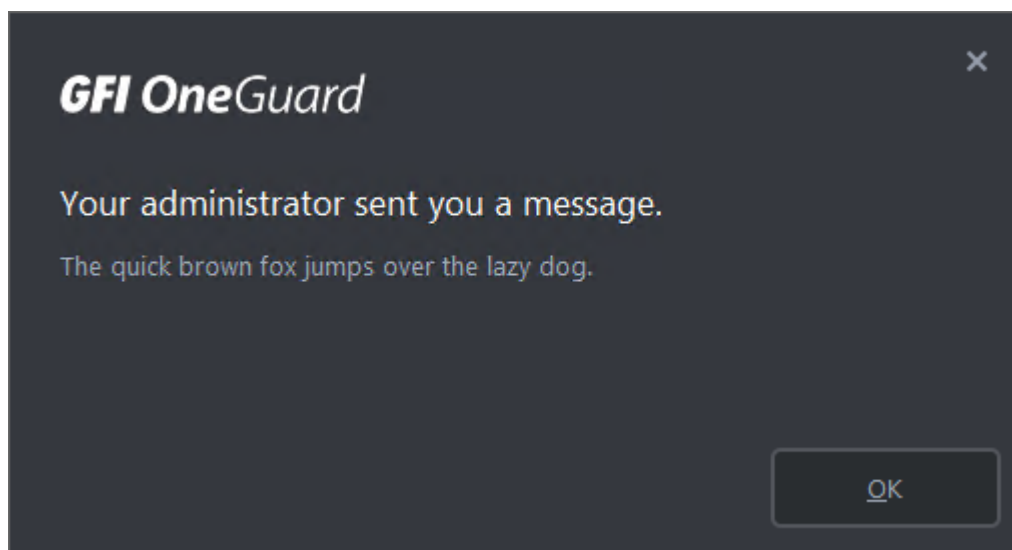 GFI OneGuard
Your administrator sent you a message.
The quick brown fox jumps over the lazy dog.
OK